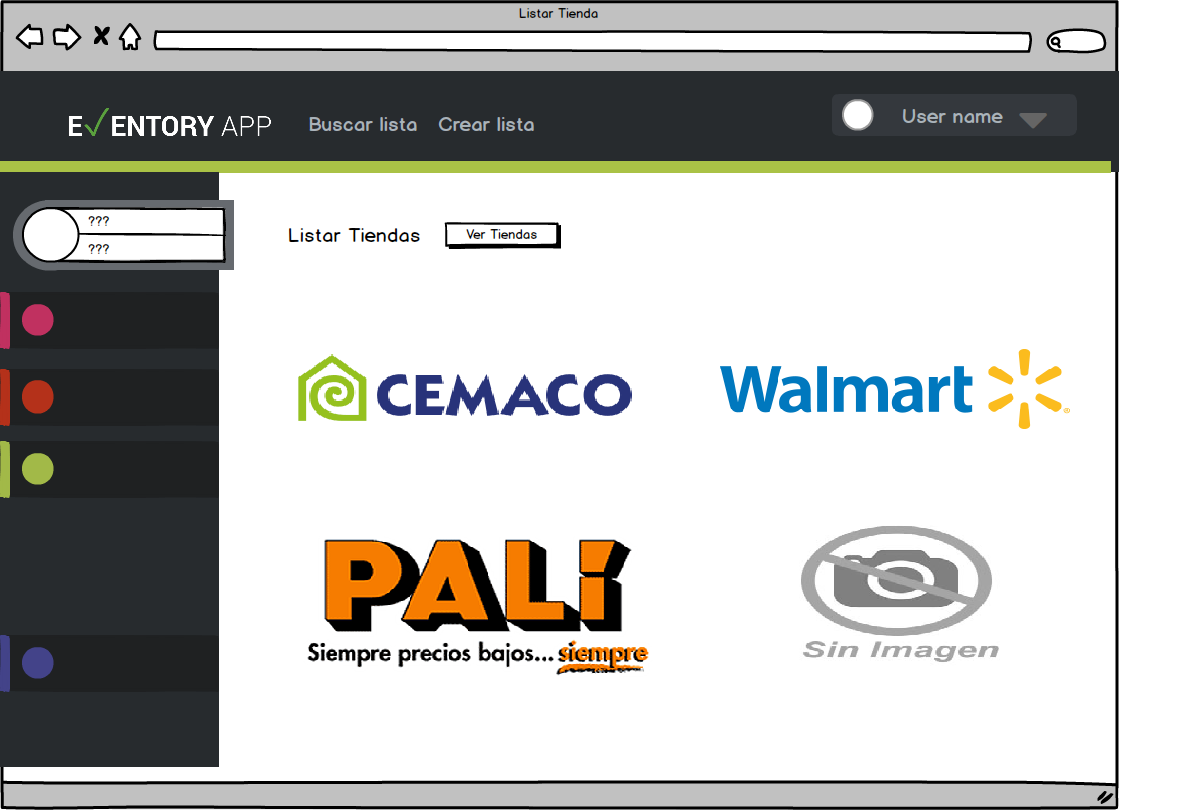 Listar Tienda
E✓ENTORY APP
Buscar lista
Crear lista
User name
???
???
Listar Tiendas
Ver Tiendas
CEMACO
Walmart
PALÍ
Siempre precios bajos... siempre
Sin Imagen